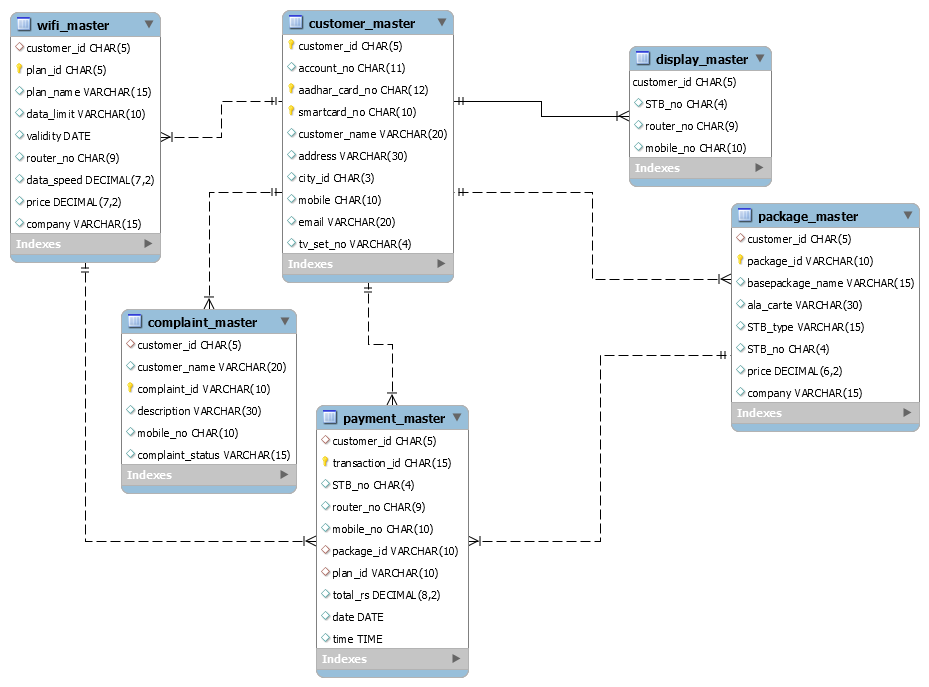 wifi_master
customer_id CHAR(5)
plan_id CHAR(5)
plan_name VARCHAR(15)
data_limit VARCHAR(10)
validity DATE
router_no CHAR(9)
data_speed DECIMAL(7,2)
price DECIMAL(7,2)
company VARCHAR(15)
Indexes
customer_master
customer_id CHAR(5)
account_no CHAR(11)
aadhar_card_no CHAR(12)
smartcard_no CHAR(10)
customer_name VARCHAR(20)
address VARCHAR(30)
city_id CHAR(3)
mobile CHAR(10)
email VARCHAR(20)
tv_set_no VARCHAR(4)
Indexes
display_master
customer_id CHAR(5)
STB_no CHAR(4)
router_no CHAR(9)
mobile_no CHAR(10)
Indexes
package_master
customer_id CHAR(5)
package_id VARCHAR(10)
basepackage_name VARCHAR(15)
ala_carte VARCHAR(30)
STB_type VARCHAR(15)
STB_no CHAR(4)
price DECIMAL(6,2)
company VARCHAR(15)
Indexes
complaint_master
customer_id CHAR(5)
customer_name VARCHAR(20)
complaint_id VARCHAR(10)
description VARCHAR(30)
mobile_no CHAR(10)
complaint_status VARCHAR(15)
Indexes
payment_master
customer_id CHAR(5)
transaction_id CHAR(15)
STB_no CHAR(4)
router_no CHAR(9)
mobile_no CHAR(10)
package_id VARCHAR(10)
plan_id VARCHAR(10)
total_rs DECIMAL(8,2)
date DATE
time TIME
Indexes